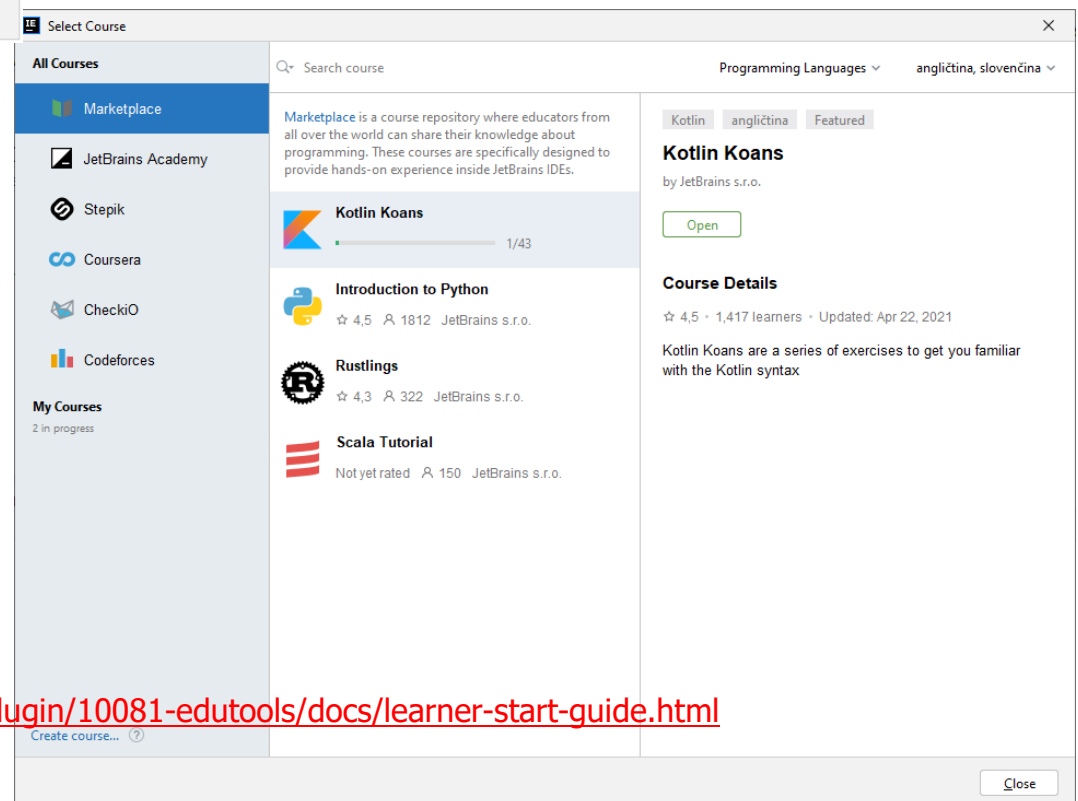 Select Course
All Courses
Marketplace
JetBrains Academy
Stepik
Coursera
CheckiO
Codeforces
My Courses
2 in progress
Create course...
Search course
Programming Languages
angličtina, slovenčina
Marketplace is a course repository where educators from
all over the world can share their knowledge about
programming. These courses are specifically designed to
provide hands-on experience inside JetBrains IDEs.
Kotlin Koans
1/43
Introduction to Python
4,5 1812 JetBrains s.r.o.
Rustlings
4,3 322 JetBrains s.r.o.
Scala Tutorial
Not yet rated 150 JetBrains s.r.o.
Kotlin angličtina Featured
Kotlin Koans
by JetBrains s.r.o.
Open
Course Details
4,5 • 1,417 learners • Updated: Apr 22, 2021
Kotlin Koans are a series of exercises to get you familiar
with the Kotlin syntax
lugin/10081-edutools/docs/learner-start-guide.html
Close